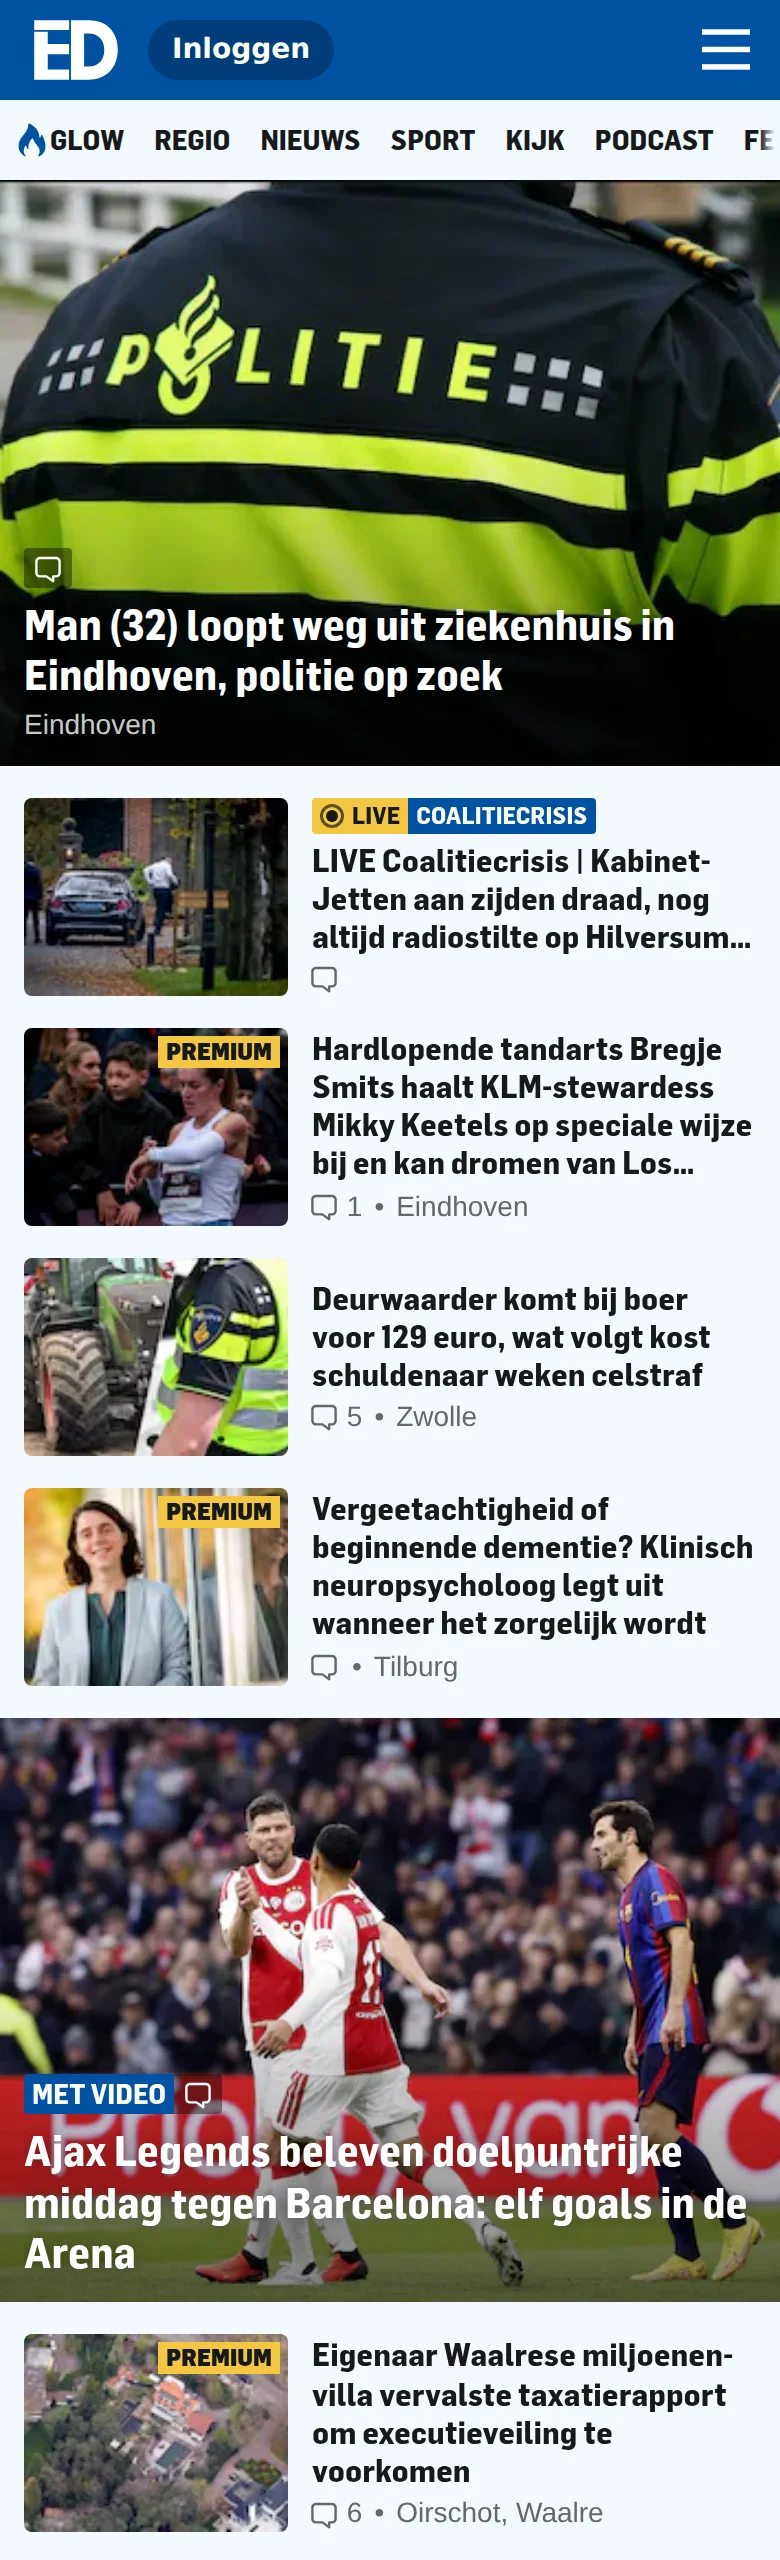 ED
Inloggen
GLOW REGIO NIEUWS SPORT KIJK PODCAST FE
POLITIE
Man (32) loopt weg uit ziekenhuis in
Eindhoven, politie op zoek
Eindhoven
LIVE COALITIECRISIS
LIVE Coalitiecrisis | Kabinet-
Jetten aan zijden draad, nog
altijd radiostilte op Hilversum...
PREMIUM
Hardlopende tandarts Bregje
Smits haalt KLM-stewardess
Mikky Keetels op speciale wijze
bij en kan dromen van Los...
1 • Eindhoven
Deurwaarder komt bij boer
voor 129 euro, wat volgt kost
schuldenaar weken celstraf
5 • Zwolle
PREMIUM
Vergeetachtigheid of
beginnende dementie? Klinisch
neuropsycholoog legt uit
wanneer het zorgelijk wordt
• Tilburg
MET VIDEO
Ajax Legends beleven doelpuntrijke
middag tegen Barcelona: elf goals in de
Arena
PREMIUM
Eigenaar Waalrese miljoenen-
villa vervalste taxatierapport
om executieveiling te
voorkomen
6 • Oirschot, Waalre